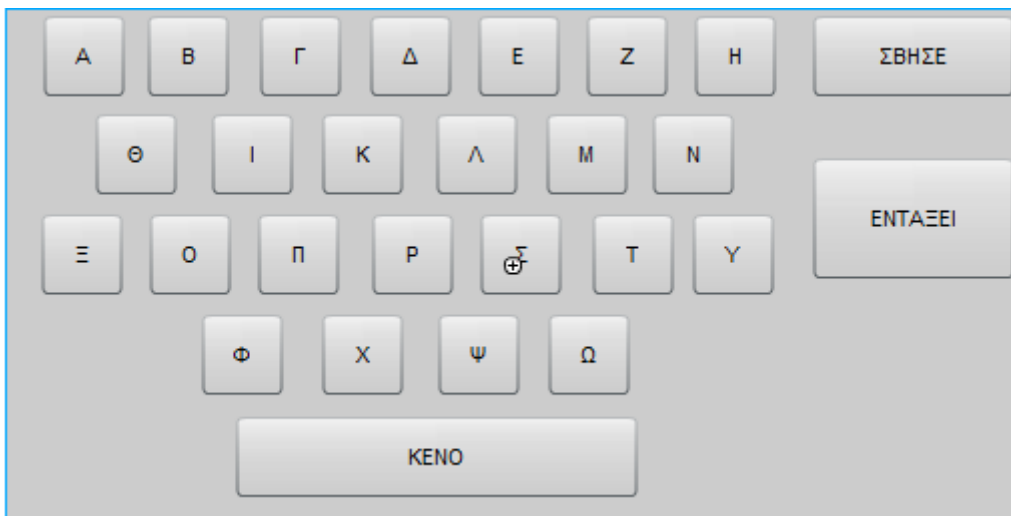 Α Β Γ Δ Ε Ζ Η ΣΒΗΣΕ
Θ Ι Κ Λ Μ Ν
ΕΝΤΑΞΕΙ
Ξ Ο Π Ρ Σ Τ Υ
Φ Χ Ψ Ω
ΚΕΝΟ